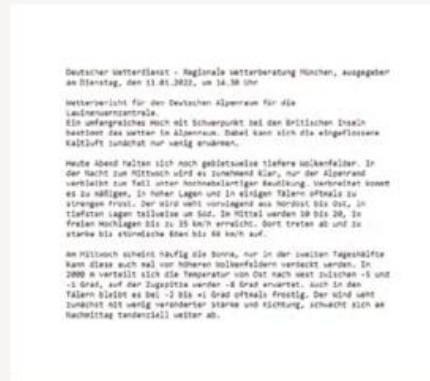 Deutscher Wetterdienst - Regionale Wetterberatung München, ausgegeben
am Dienstag, den 11.01.2022, um 14.30 Uhr
Wetterbericht für den Deutschen Alpenraum für die
Lawinenwarnzentrale.
Ein umfangreiches Hoch mit Schwerpunkt bei den Britischen Inseln
bestimmt das Wetter im Alpenraum. Dabei kann sich die eingeflossene
Kaltluft zunächst nur wenig erwärmen.
Heute Abend halten sich noch gebietsweise tiefere Wolkenfelder. In
der Nacht zum Mittwoch wird es zunehmend klar, nur der Alpenrand
verbleibt zum Teil unter hochnebelartiger Bewölkung. Verbreitet kommt
es zu mäßigen, in hohen Lagen und in einigen Tälern oftmals zu
strengem Frost. Der Wind weht vorwiegend aus Nordost bis Ost, in
tiefsten Lagen teilweise um Süd. Im Mittel werden 10 bis 20, in
freien Hochlagen bis zu 35 km/h erreicht. Dort treten ab und zu
starke bis stürmische Böen bis 60 km/h auf.
Am Mittwoch scheint häufig die Sonne, nur in der zweiten Tageshälfte
kann diese auch mal von höheren Wolkenfeldern verdeckt werden. In
2000 m verteilt sich die Temperatur von Ost nach West zwischen -5 und
-1 Grad, auf der Zugspitze werden -8 Grad erwartet. Auch in den
Tälern bleibt es bei -2 bis +1 Grad oftmals frostig. Der Wind weht
zunächst mit wenig veränderter Stärke und Richtung, schwächt sich am
Nachmittag tendenziell weiter ab.